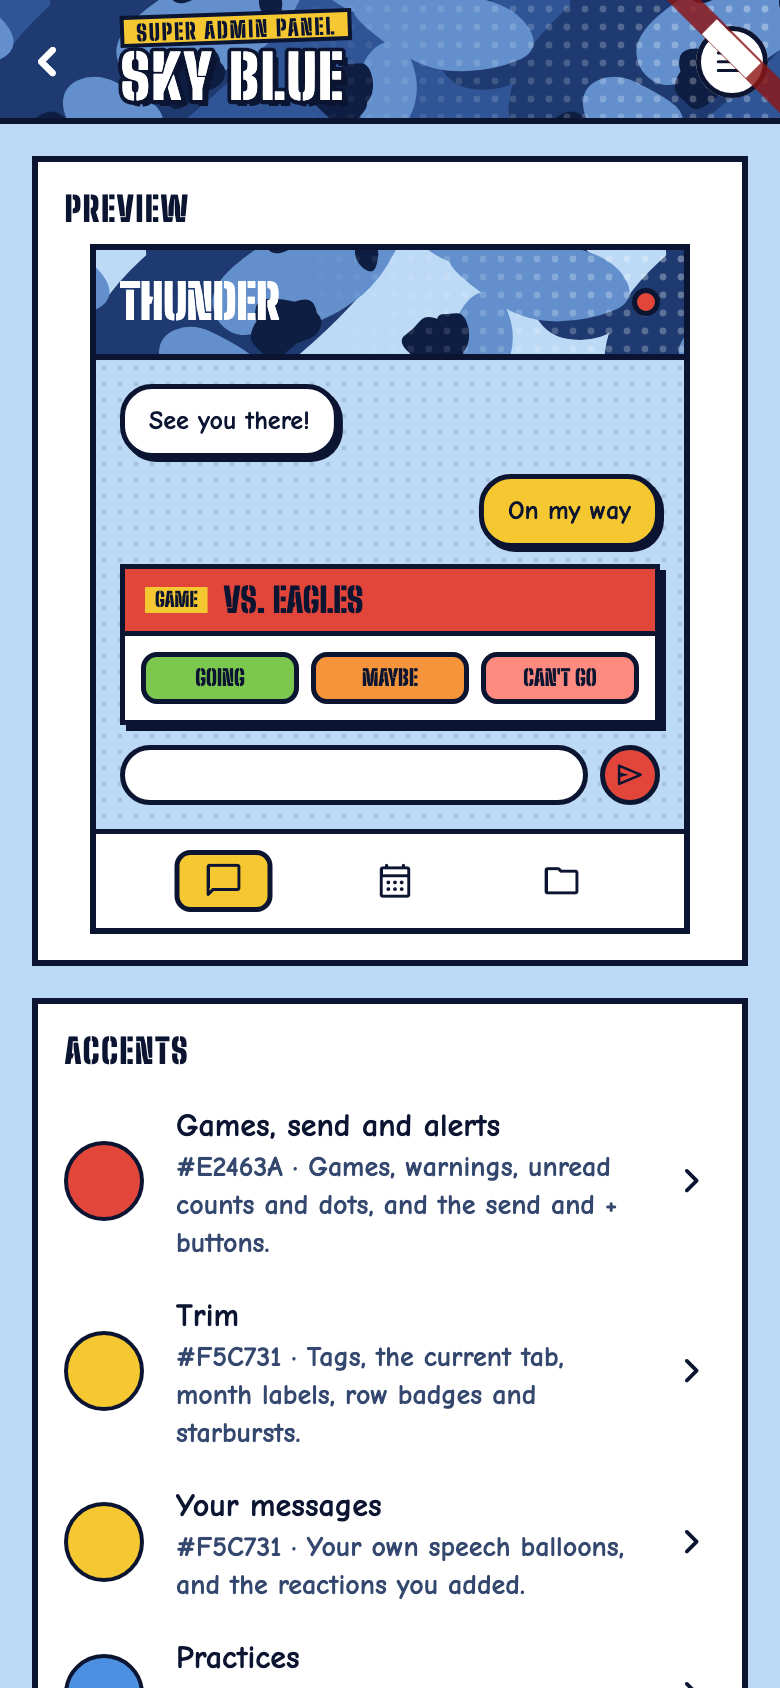 SUPER ADMIN PANEL
SKY BLUE
PREVIEW
THUNDER
See you there!
On my way
GAME VS. EAGLES
GOING MAYBE CAN'T GO
ACCENTS
Games, send and alerts
#E2463A · Games, warnings, unread
counts and dots, and the send and +
buttons.
Trim
#F5C731 · Tags, the current tab,
month labels, row badges and
starbursts.
Your messages
#F5C731 · Your own speech balloons,
and the reactions you added.
Practices